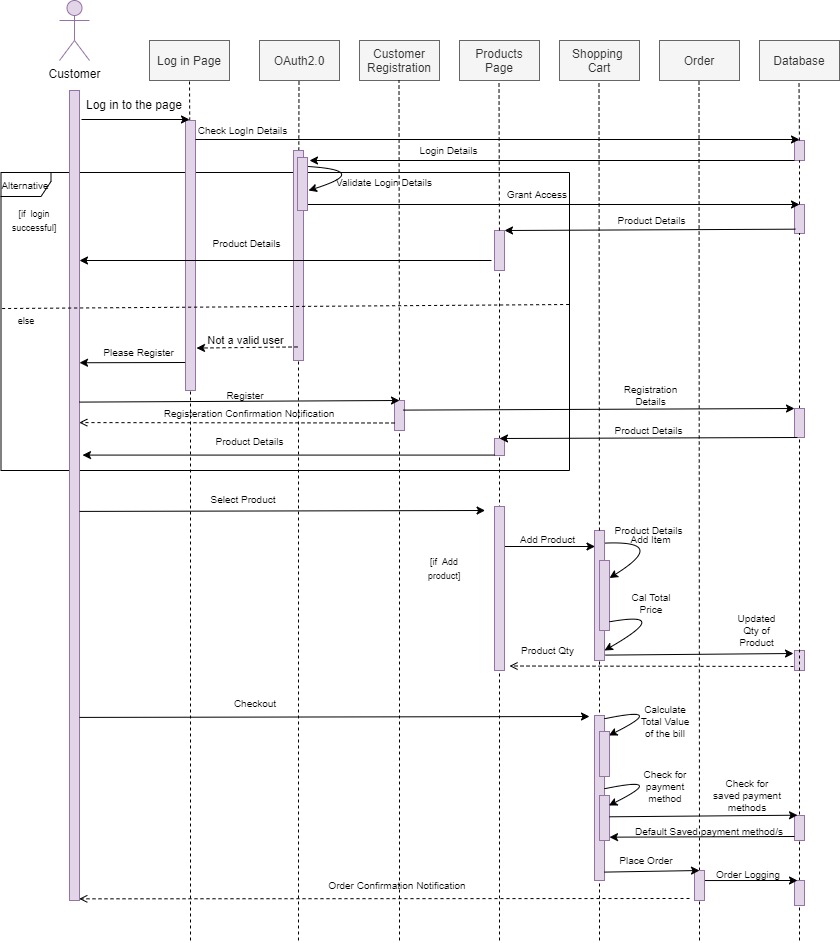 Customer
Log in Page
OAuth2.0
Customer
Registration
Products
Page
Shopping
Cart
Order
Database
Log in to the page
Check LogIn Details
Login Details
Alternative
Validate Login Details
Grant Access
[if login
successful]
Product Details
Product Details
else
Not a valid user
Please Register
Register
Registration
Details
Registeration Confirmation Notification
Product Details
Product Details
Select Product
Product Details
Add Item
Add Product
[if Add
product]
Cal Total
Price
Updated
Qty of
Product
Product Qty
Checkout
Calculate
Total Value
of the bill
Check for
payment
method
Check for
saved payment
methods
Default Saved payment method/s
Place Order
Order Logging
Order Confirmation Notification